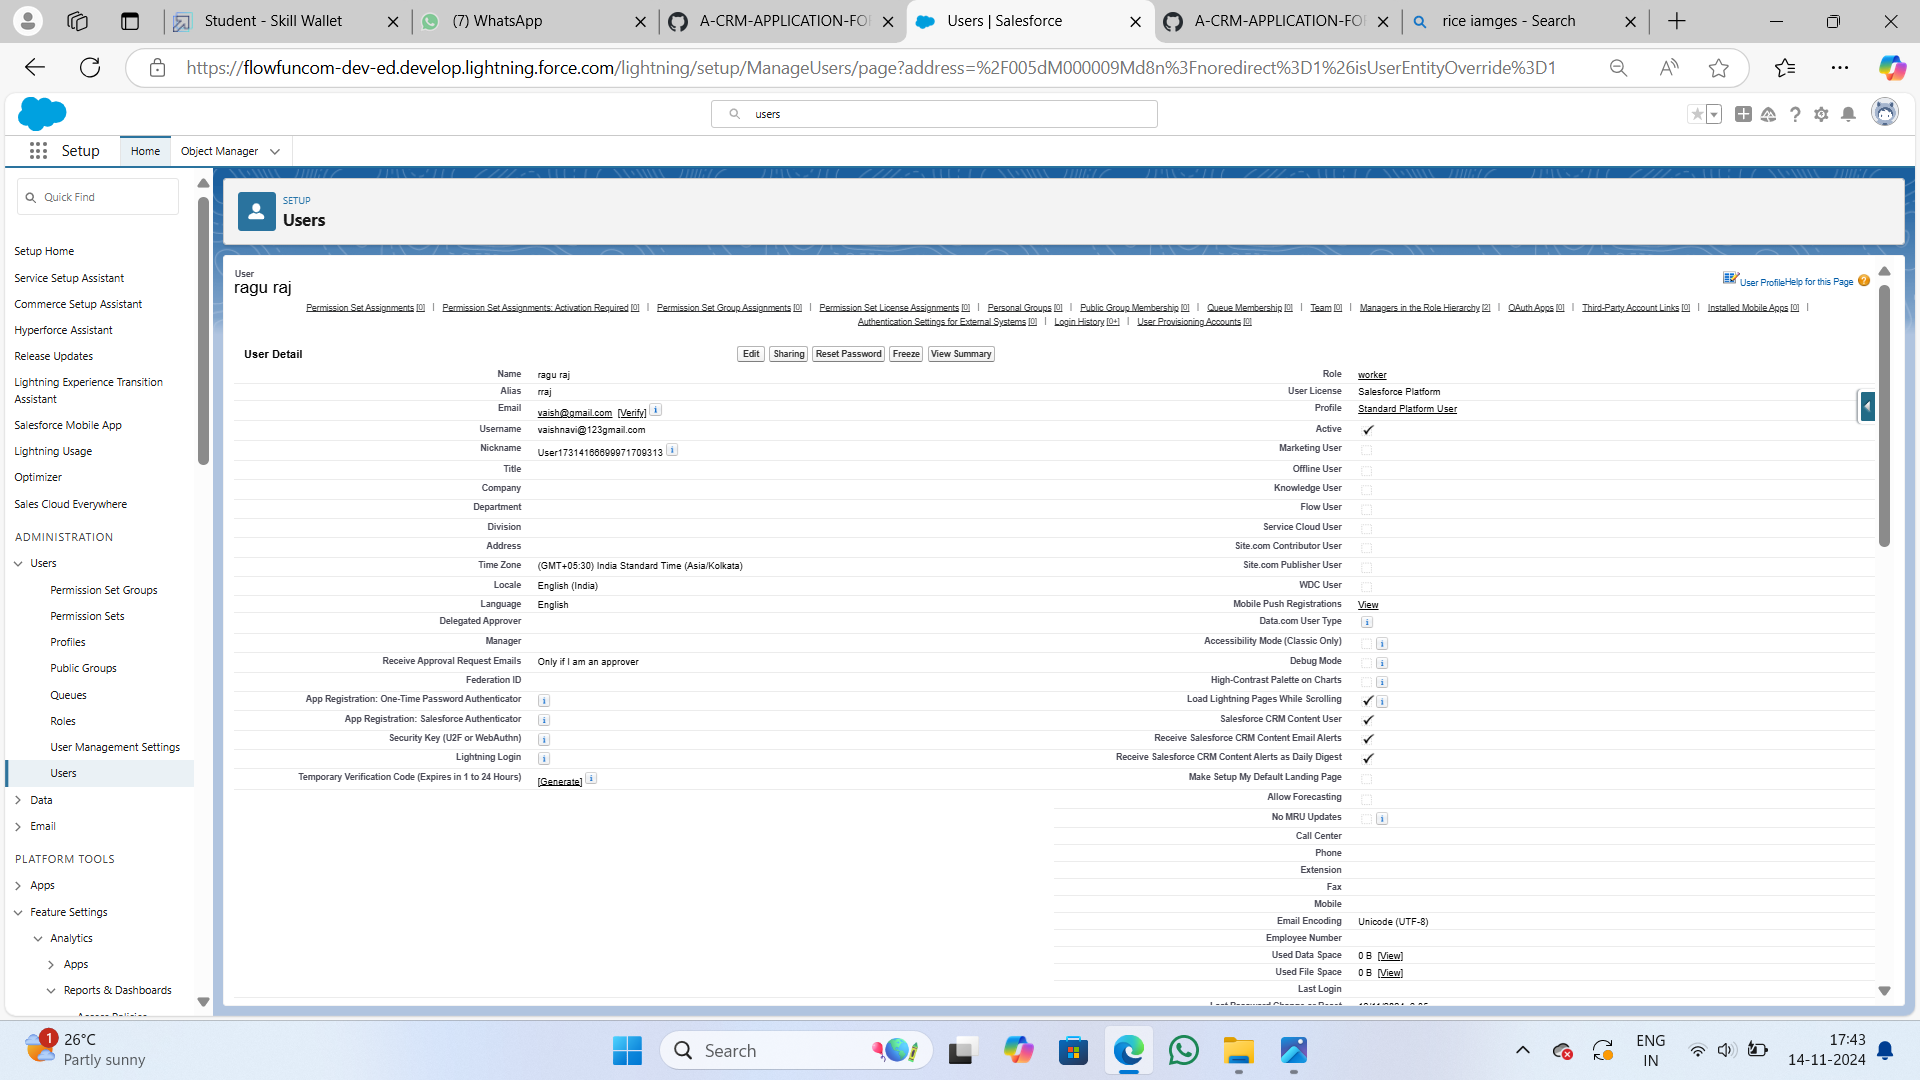 Student - Skill Wallet
(7) WhatsApp
A-CRM-APPLICATION-FOR
Users | Salesforce
A-CRM-APPLICATION-FOR
rice iamges - Search
https://flowfuncom-dev-ed.develop.lightning.force.com/lightning/setup/ManageUsers/page?address=%2F005dM000009Md8n%3Fnoredirect%3D1%26isUserEntityOverride%3D1
users
Setup
Home
Object Manager
Quick Find
Setup Home
Service Setup Assistant
Commerce Setup Assistant
Hyperforce Assistant
Release Updates
Lightning Experience Transition
Assistant
Salesforce Mobile App
Lightning Usage
Optimizer
Sales Cloud Everywhere
ADMINISTRATION
Users
Permission Set Groups
Permission Sets
Profiles
Public Groups
Queues
Roles
User Management Settings
Users
Data
Email
PLATFORM TOOLS
Apps
Feature Settings
Analytics
Apps
Reports & Dashboards
SETUP
Users
User
ragu raj
User Profile Help for this Page
Permission Set Assignments [0] | Permission Set Assignments: Activation Required [0] | Permission Set Group Assignments [0] | Permission Set License Assignments [0] | Personal Groups [0] | Public Group Membership [0] | Queue Membership [0] | Team [0] | Managers in the Role Hierarchy [2] | OAuth Apps [0] | Third-Party Account Links [0] | Installed Mobile Apps [0] |
Authentication Settings for External Systems [0] | Login History [0+] | User Provisioning Accounts [0]
User Detail
Edit Sharing Reset Password Freeze View Summary
Name ragu raj
Role worker
Alias rraj
User License Salesforce Platform
Email vaish@gmail.com [Verify]
Profile Standard Platform User
Username vaishnavi@123gmail.com
Active
Nickname User17314166699971709313
Marketing User
Title
Offline User
Company
Knowledge User
Department
Flow User
Division
Service Cloud User
Address
Site.com Contributor User
Time Zone (GMT+05:30) India Standard Time (Asia/Kolkata)
Site.com Publisher User
Locale English (India)
WDC User
Language English
Mobile Push Registrations View
Delegated Approver
Data.com User Type
Manager
Accessibility Mode (Classic Only)
Receive Approval Request Emails Only if I am an approver
Debug Mode
Federation ID
High-Contrast Palette on Charts
App Registration: One-Time Password Authenticator
Load Lightning Pages While Scrolling
App Registration: Salesforce Authenticator
Salesforce CRM Content User
Security Key (U2F or WebAuthn)
Receive Salesforce CRM Content Email Alerts
Lightning Login
Receive Salesforce CRM Content Alerts as Daily Digest
Temporary Verification Code (Expires in 1 to 24 Hours) [Generate]
Make Setup My Default Landing Page
Allow Forecasting
No MRU Updates
Call Center
Phone
Extension
Fax
Mobile
Email Encoding Unicode (UTF-8)
Employee Number
Used Data Space 0 B [View]
Used File Space 0 B [View]
Last Login
1
26°C
Partly sunny
Search
ENG
IN
17:43
14-11-2024